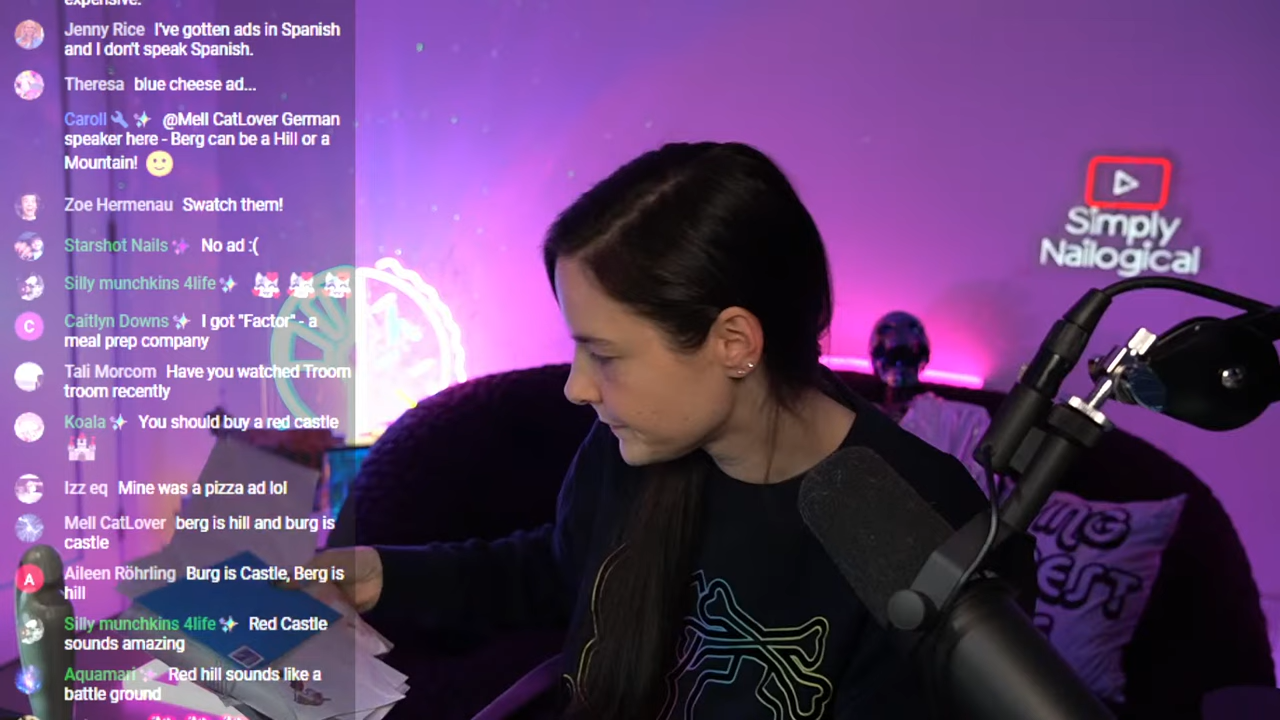 expensive.
Jenny Rice I've gotten ads in Spanish
and I don't speak Spanish.
Theresa blue cheese ad...
Caroll @Mell CatLover German
speaker here - Berg can be a Hill or a
Mountain!
Zoe Hermenau Swatch them!
Starshot Nails No ad :(
Silly munchkins 4life
C Caitlyn Downs I got "Factor" - a
meal prep company
Tali Morcom Have you watched Troom
troom recently
Koala You should buy a red castle
Izz eq Mine was a pizza ad lol
Mell CatLover berg is hill and burg is
castle
A Aileen Röhrling Burg is Castle, Berg is
hill
Silly munchkins 4life Red Castle
sounds amazing
Aquamari Red hill sounds like a
battle ground
Simply
Nailogical